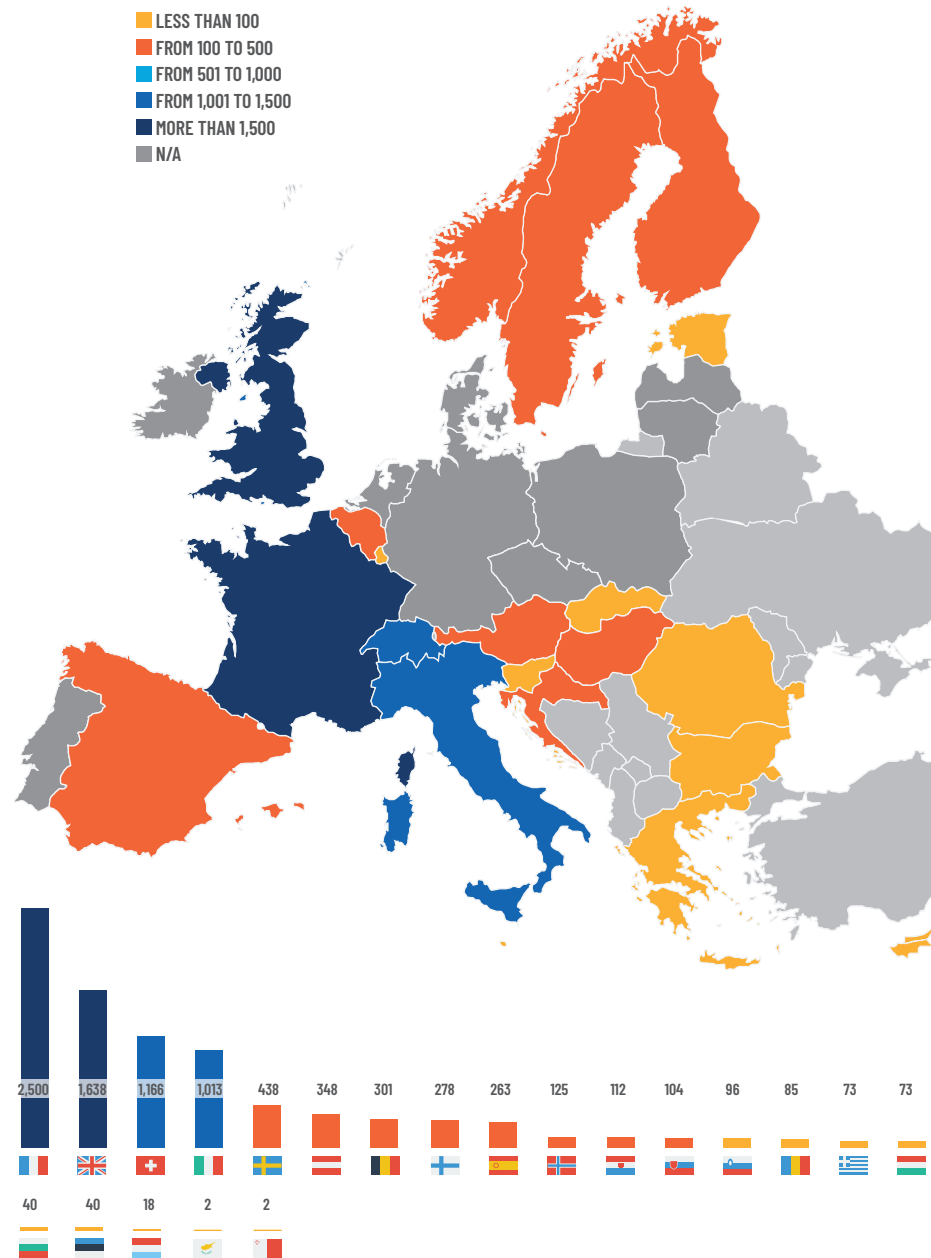 LESS THAN 100
FROM 100 TO 500
FROM 501 TO 1,000
FROM 1,001 TO 1,500
MORE THAN 1,500
N/A
2,500 1,638 1,166 1,013 438 348 301 278 263 125 112 104 96 85 73 73
40 40 18 2 2